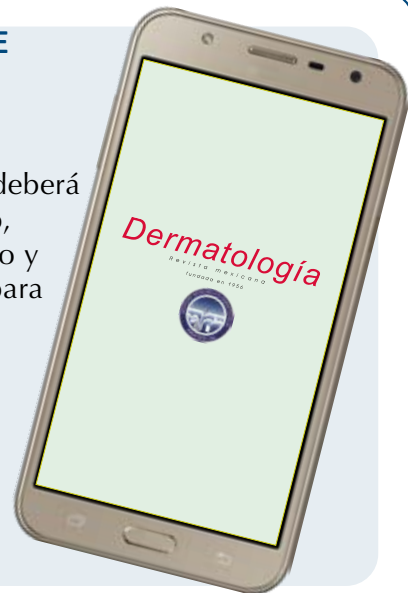 E
deberá
o,
o y
para
Dermatología
Revista mexicana
fundada en 1956